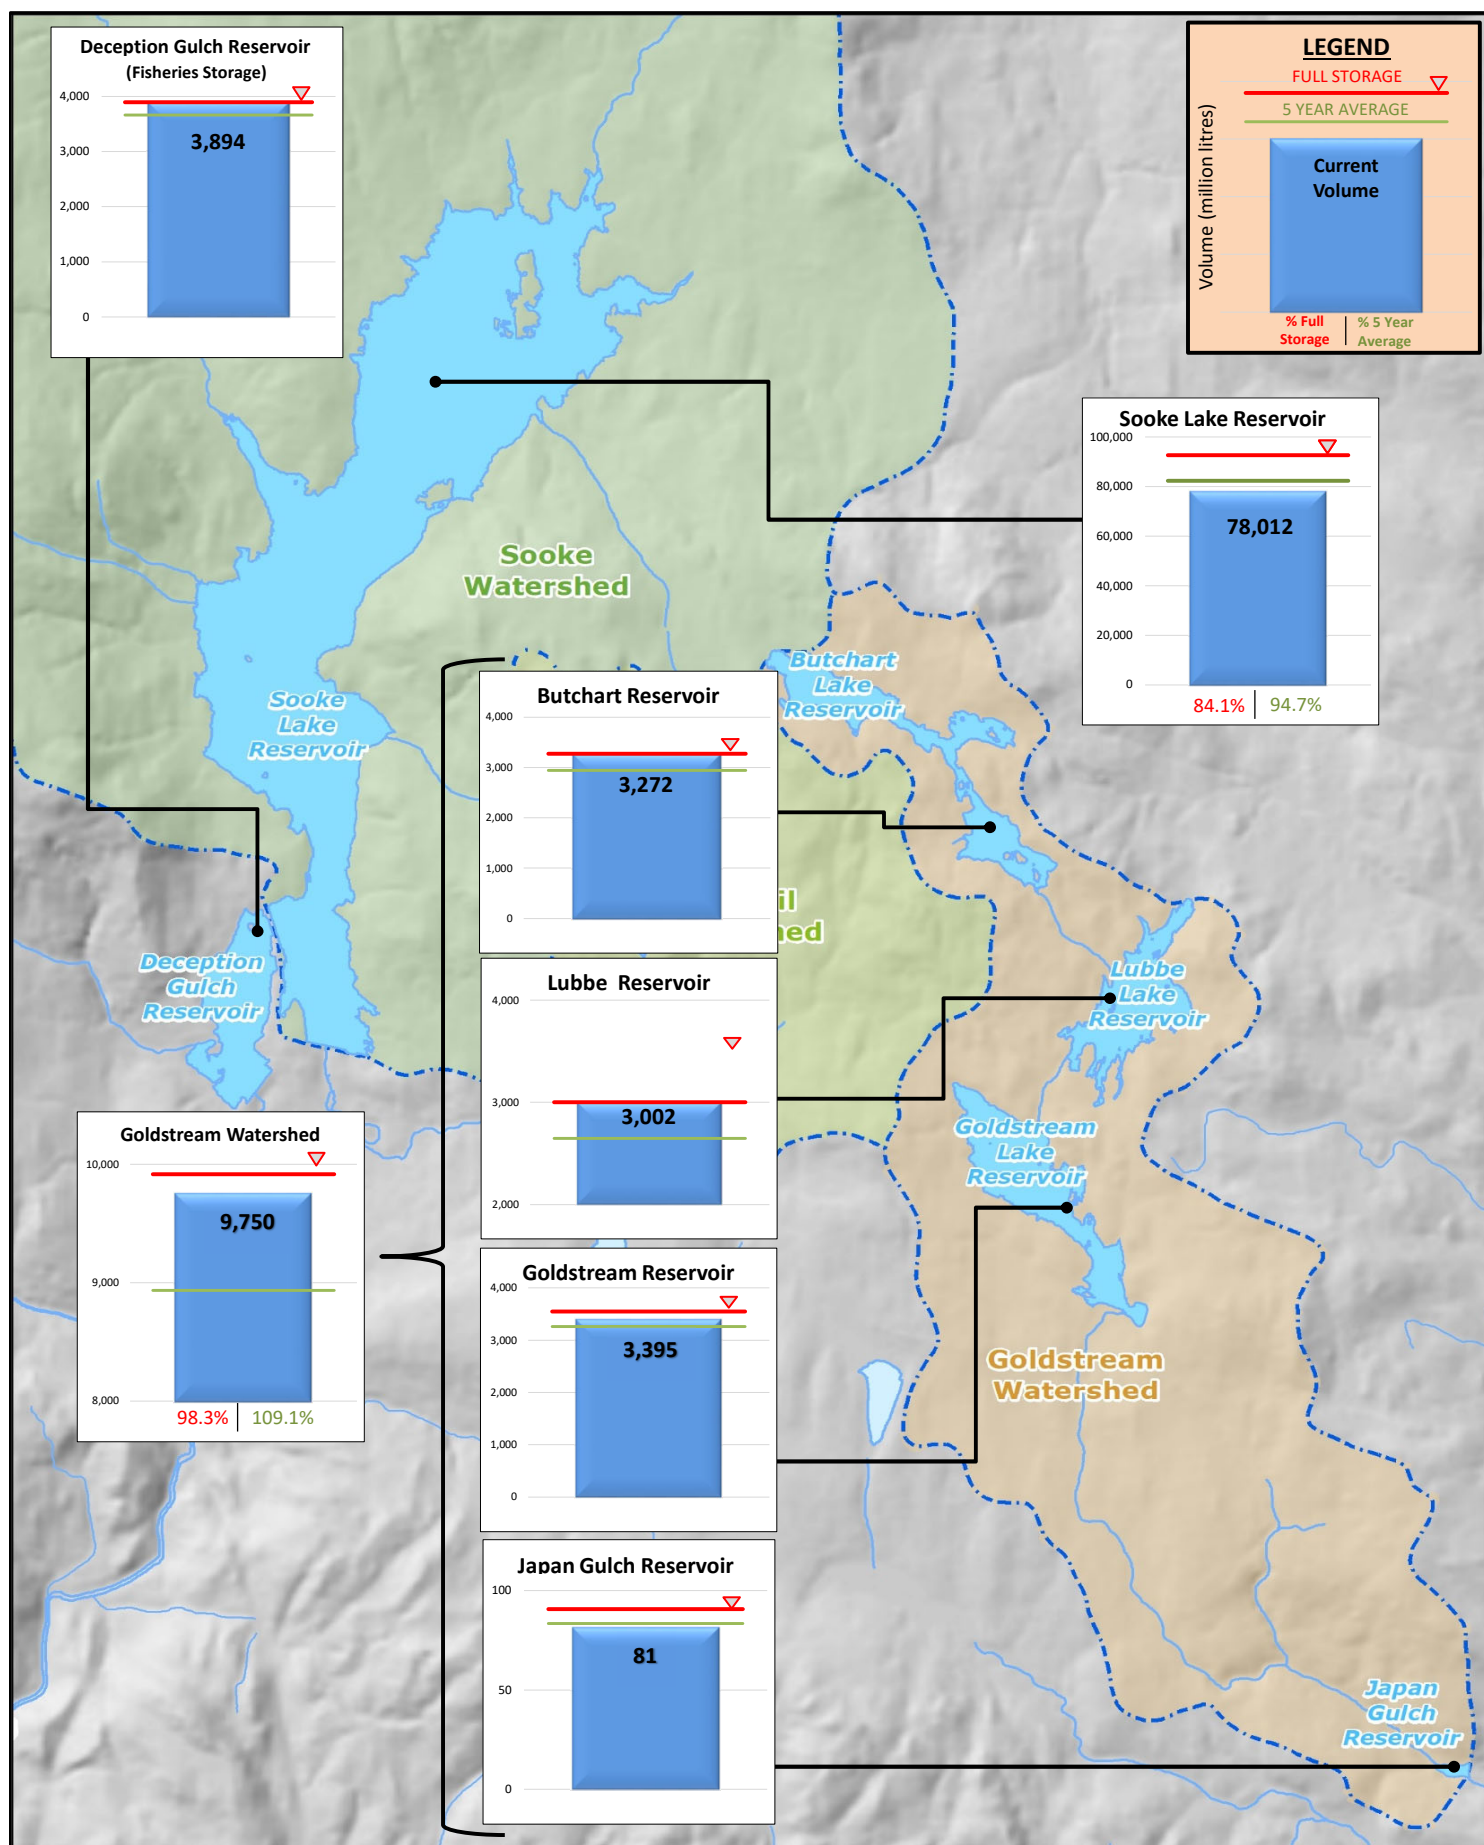 Deception Gulch Reservoir
(Fisheries Storage)
4,000
3,000
2,000
1,000
0
3,894
LEGEND
FULL STORAGE
5 YEAR AVERAGE
Current
Volume
Volume (million litres)
% Full
Storage
% 5 Year
Average
Sooke Lake Reservoir
100,000
80,000
60,000
40,000
20,000
0
78,012
84.1%
94.7%
Sooke
Watershed
Sooke
Lake
Reservoir
Butchart
Lake
Reservoir
Butchart Reservoir
4,000
3,000
2,000
1,000
0
3,272
il
Deception
Gulch
Reservoir
Lubbe
Lake
Reservoir
Lubbe Reservoir
4,000
3,000
2,000
3,002
Goldstream
Lake
Reservoir
Goldstream Watershed
10,000
9,000
8,000
9,750
98.3%
109.1%
Goldstream Reservoir
4,000
3,000
2,000
1,000
0
3,395
Goldstream
Watershed
Japan Gulch Reservoir
100
50
0
81
Japan
Gulch
Reservoir